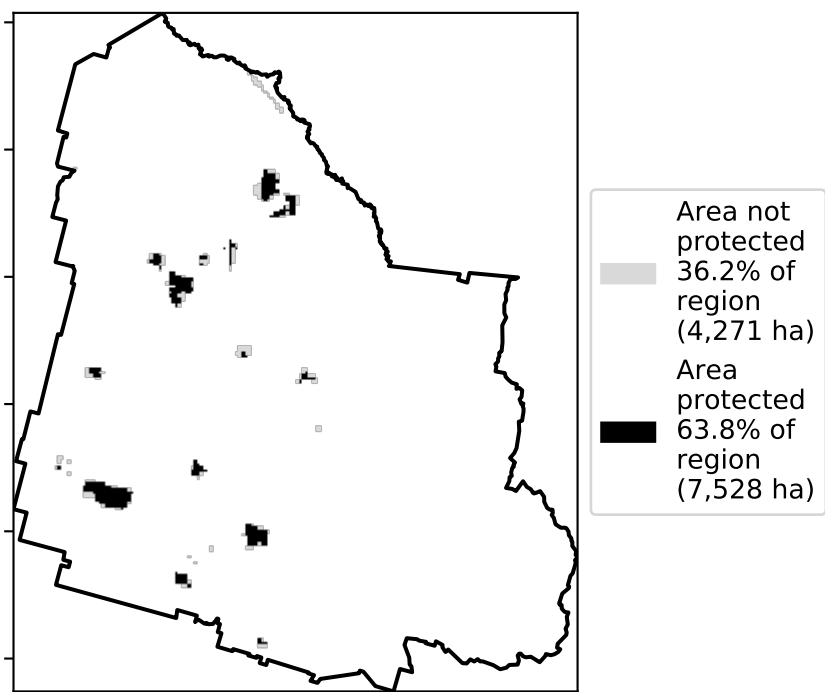 Area not
protected
36.2% of
region
(4,271 ha)
Area
protected
63.8% of
region
(7,528 ha)